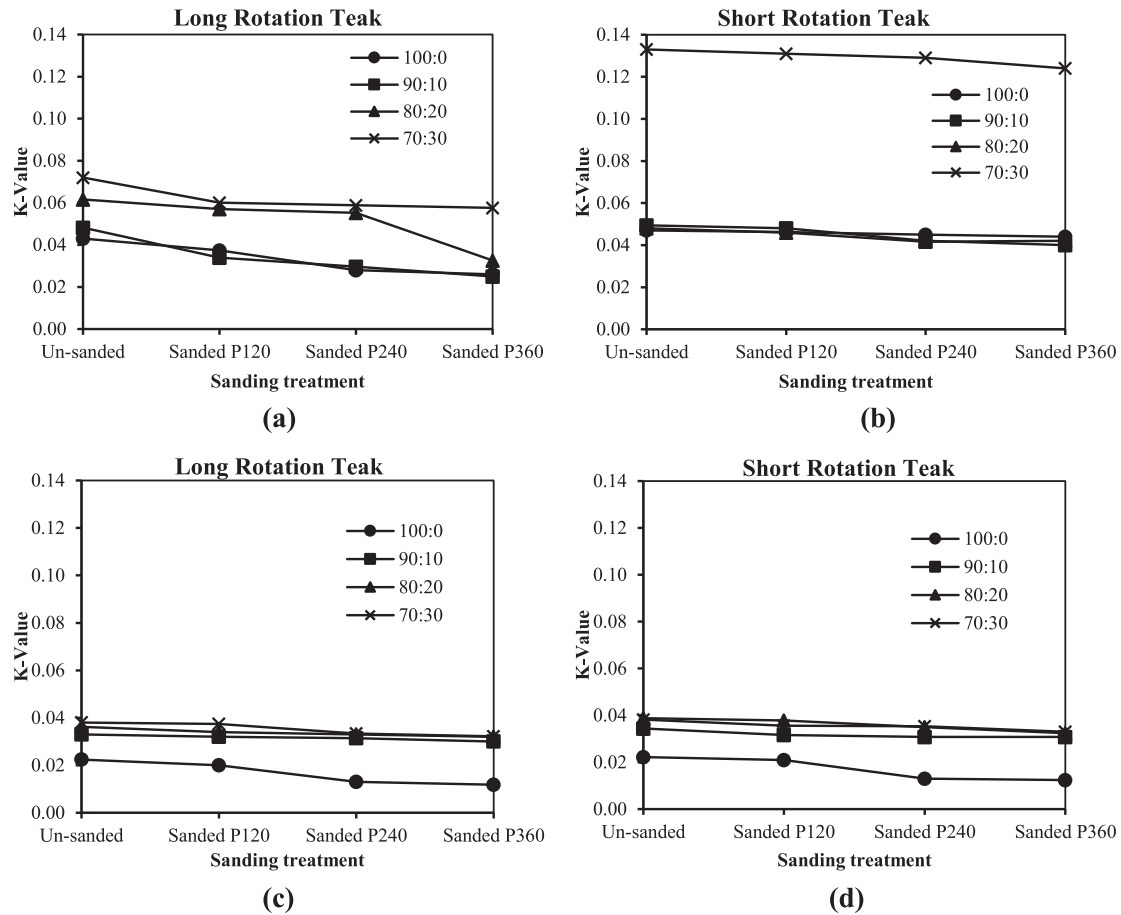 Long Rotation Teak
0.14
0.12
0.10
0.08
0.06
0.04
0.02
0.00
K-Value
100:0
90:10
80:20
70:30
Un-sanded Sanded P120 Sanded P240 Sanded P360
Sanding treatment
(a)
Short Rotation Teak
0.14
0.12
0.10
0.08
0.06
0.04
0.02
0.00
K-Value
100:0
90:10
80:20
70:30
Un-sanded Sanded P120 Sanded P240 Sanded P360
Sanding treatment
(b)
Long Rotation Teak
0.14
0.12
0.10
0.08
0.06
0.04
0.02
0.00
K-Value
100:0
90:10
80:20
70:30
Un-sanded Sanded P120 Sanded P240 Sanded P360
Sanding treatment
(c)
Short Rotation Teak
0.14
0.12
0.10
0.08
0.06
0.04
0.02
0.00
K-Value
100:0
90:10
80:20
70:30
Un-sanded Sanded P120 Sanded P240 Sanded P360
Sanding treatment
(d)